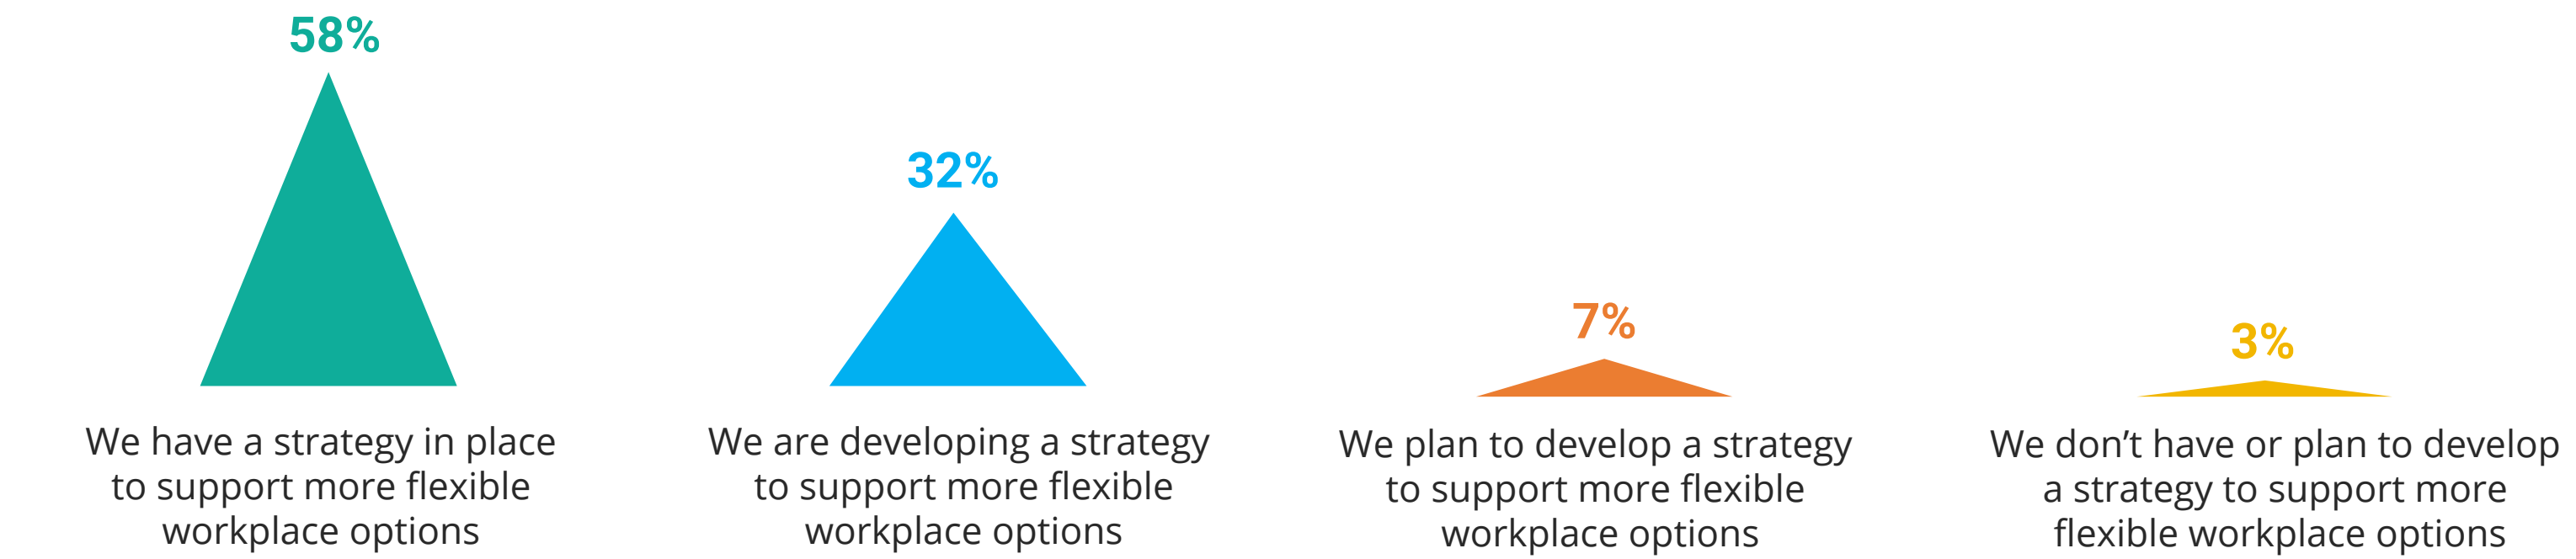 58%
We have a strategy in place
to support more flexible
workplace options
32%
We are developing a strategy
to support more flexible
workplace options
7%
We plan to develop a strategy
to support more flexible
workplace options
3%
We don’t have or plan to develop
a strategy to support more
flexible workplace options